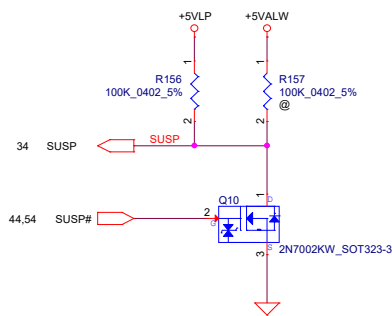 +5VLP +5VALW
1 1
R156 R157
100K_0402_5% 100K_0402_5%
@
2 2
34 SUSP SUSP
1
Q10 D
44,54 SUSP# 2
G
S
3 2N7002KW_SOT323-3